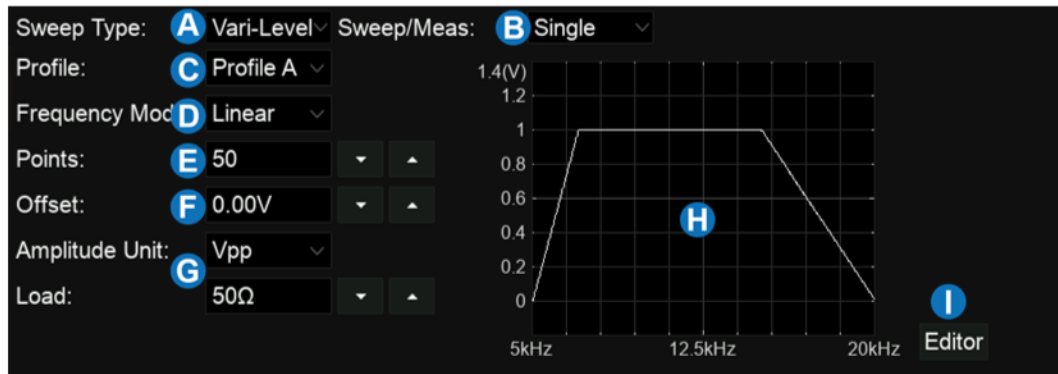 Sweep Type: A Vari-Level Sweep/Meas: B Single
Profile: C Profile A
Frequency Mod D Linear
Points: E 50
Offset: F 0.00V
Amplitude Unit: Vpp
G
Load: 50Ω
1.4(V)
1.2
1
0.8
0.6
0.4
0.2
0
H
5kHz 12.5kHz 20kHz
I
Editor